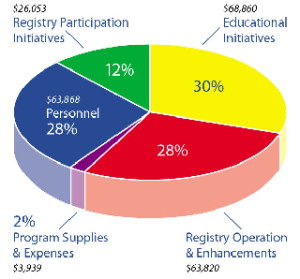 $26,053
Registry Participation
Initiatives
$68,860
Educational
Initiatives
12%
30%
$63,868
Personnel
28%
28%
2%
Program Supplies
& Expenses
$3,939
Registry Operation
& Enhancements
$63,820